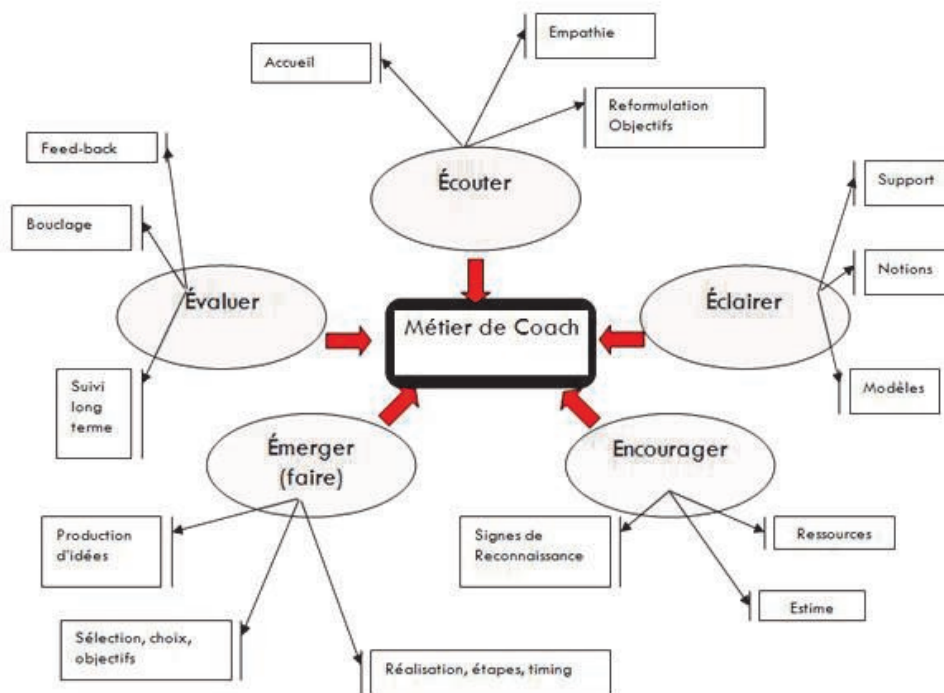 Empathie
Accueil
Reformulation
Objectifs
Écouter
Feed-back
Bouclage
Évaluer
Support
Notions
Modèles
Éclairer
Métier de Coach
Suivi
long
terme
Émerger
(faire)
Encourager
Production
d'idées
Sélection, choix,
objectifs
Réalisation, étapes, timing
Signes de
Reconnaissance
Ressources
Estime